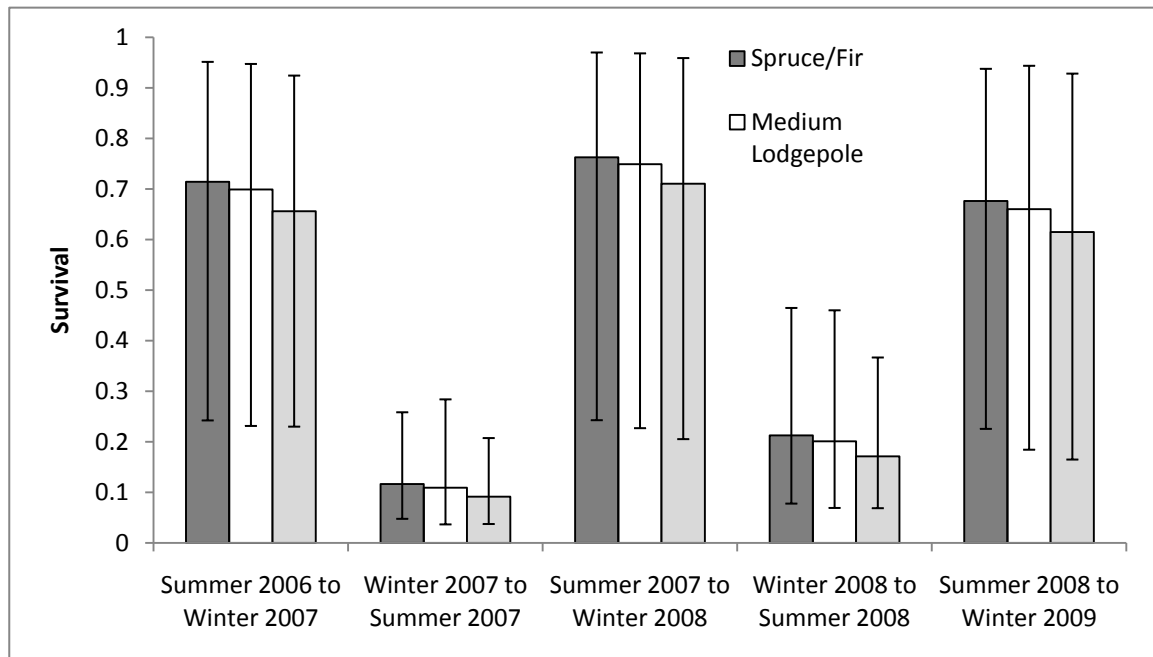 1
0.9
0.8
0.7
0.6
0.5
0.4
0.3
0.2
0.1
0
Survival
Spruce/Fir
Medium
Lodgepole
Summer 2006 to
Winter 2007
Winter 2007 to
Summer 2007
Summer 2007 to
Winter 2008
Winter 2008 to
Summer 2008
Summer 2008 to
Winter 2009